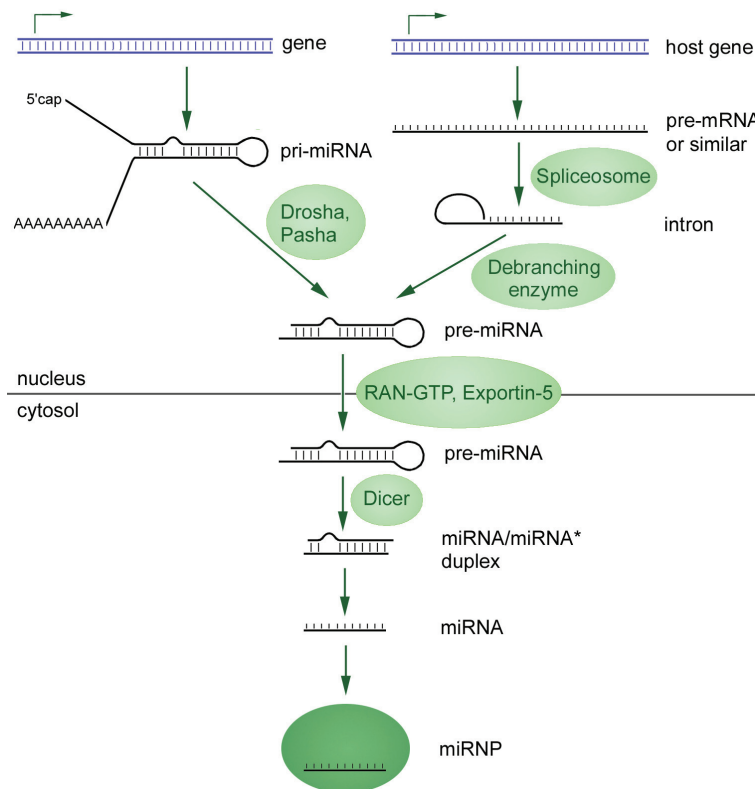 gene
host gene
5'cap
pri-miRNA
pre-mRNA
or similar
Spliceosome
AAAAAAAAA
Drosha,
Pasha
intron
Debranching
enzyme
pre-miRNA
nucleus
RAN-GTP, Exportin-5
cytosol
pre-miRNA
Dicer
miRNA/miRNA*
duplex
miRNA
miRNP